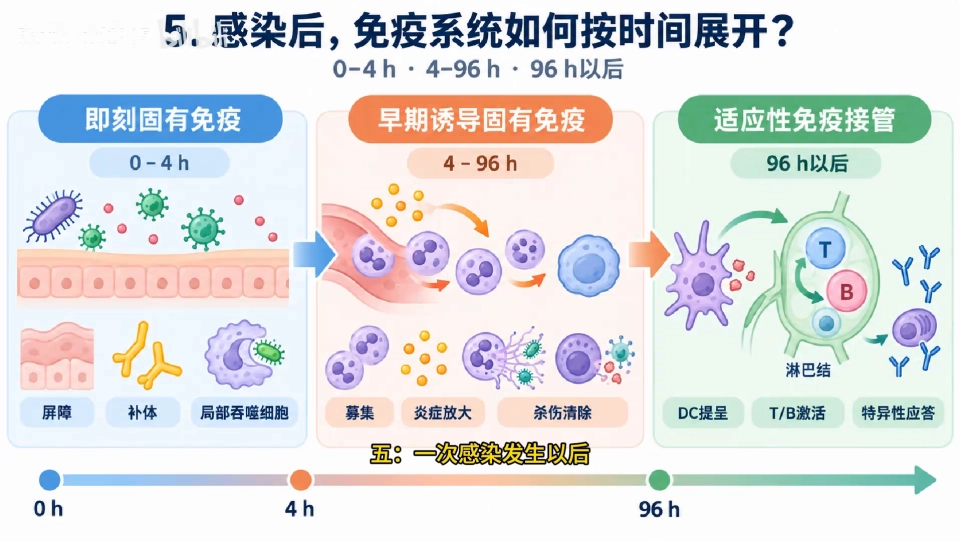 5. 感染后，免疫系统如何按时间展开？
0-4 h · 4-96 h · 96 h以后
即刻固有免疫
0 - 4 h
早期诱导固有免疫
4 - 96 h
适应性免疫接管
96 h以后
T
B
淋巴结
屏障
补体
局部吞噬细胞
募集
炎症放大
杀伤清除
DC提呈
T/B激活
特异性应答
五：一次感染发生以后
0 h
4 h
96 h